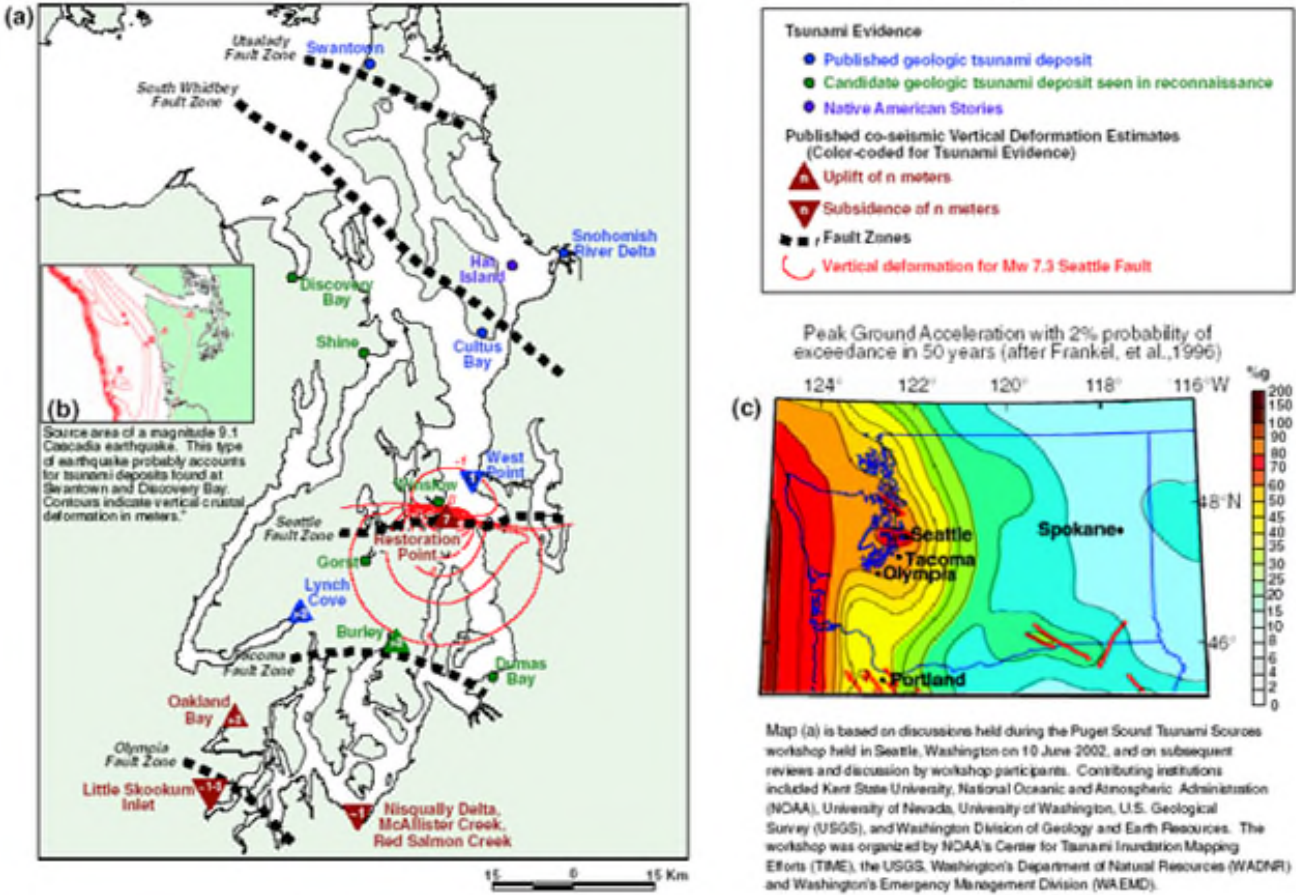 (a)
Utsalady
Fault Zone
Swantown
South Whidbey
Fault Zone
Snohomish
River Delta
Hat
Island
Discovery
Bay
Shine
Cultus
Bay
(b)
Source area of a magnitude 9.1
Cascadia earthquake. This type
of earthquake probably accounts
for tsunami deposits found at
Swantown and Discovery Bay.
Contours indicate vertical crustal
deformation in meters."
-1
West
Point
Winslow
7
Seattle
Fault Zone
Restoration
Point
Gorst
Lynch
Cove
Burley
Tacoma
Fault Zone
Dumas
Bay
Oakland
Bay
Olympia
Fault Zone
Little Skookum
Inlet
-1-3
-1
Nisqually Delta,
McAllister Creek,
Red Salmon Creek
15 0 15 Km
Tsunami Evidence
Published geologic tsunami deposit
Candidate geologic tsunami deposit seen in reconnaissance
Native American Stories
Published co-seismic Vertical Deformation Estimates
(Color-coded for Tsunami Evidence)
n Uplift of n meters
n Subsidence of n meters
Fault Zones
Vertical deformation for Mw 7.3 Seattle Fault
Peak Ground Acceleration with 2% probability of
exceedance in 50 years (after Frankel, et al.,1996)
(c)
124° 122° 120° 118° 116°W
%g
200
150
100
90
80
70
60
50
45
40
35
30
25
20
15
10
8
6
4
2
0
48°N
46°
Seattle
Spokane
Tacoma
Olympia
Portland
Map (a) is based on discussions held during the Puget Sound Tsunami Sources
workshop held in Seattle, Washington on 10 June 2002, and on subsequent
reviews and discussion by workshop participants. Contributing institutions
included Kent State University, National Oceanic and Atmospheric Administration
(NOAA), University of Nevada, University of Washington, U.S. Geological
Survey (USGS), and Washington Division of Geology and Earth Resources. The
workshop was organized by NOAA's Center for Tsunami Inundation Mapping
Efforts (TIME), the USGS, Washington's Department of Natural Resources (WADNR)
and Washington's Emergency Management Division (WAEMD).